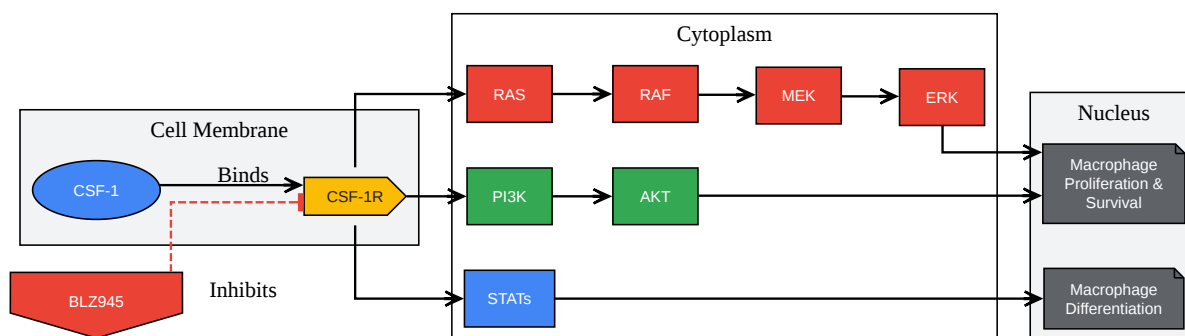 Cytoplasm
RAS
RAF
MEK
ERK
Cell Membrane
Nucleus
CSF-1
Binds
CSF-1R
PI3K
AKT
Macrophage
Proliferation &
Survival
BLZ945
Inhibits
STATs
Macrophage
Differentiation